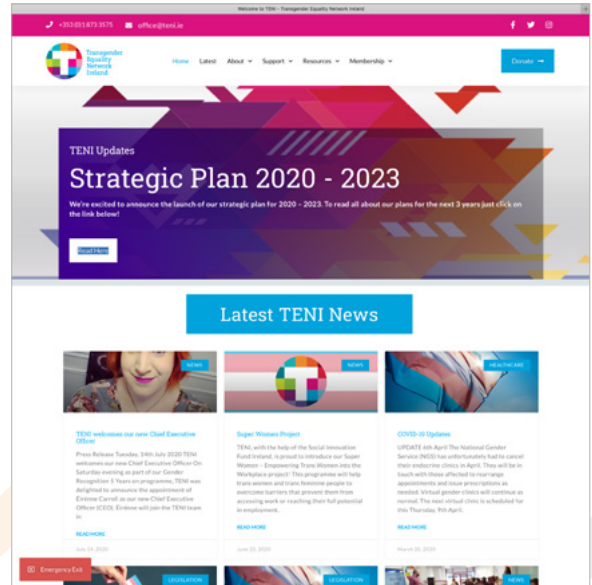 Welcome to TENI - Transgender Equality Network Ireland
+353 (0)1 873 3575 office@teni.ie
Transgender
Equality
Network
Ireland
Home Latest About Support Resources Membership
Donate →
TENI Updates
Strategic Plan 2020 - 2023
We're excited to announce the launch of our strategic plan for 2020 – 2023. To read all about our plans for the next 3 years just click on
the link below!
Read Here
Latest TENI News
NEWS
TENI welcomes our new Chief Executive
Officer
Press Release Tuesday, 14th July 2020 TENI
welcomes our new Chief Executive Officer On
Saturday evening as part of our Gender
Recognition 5 Years on programme, TENI was
delighted to announce the appointment of
Éirénne Carroll as our new Chief Executive
Officer (CEO). Éirénne will join the TENI team
in
READ MORE
July 14, 2020
NEWS
Super Women Project
TENI, with the help of the Social Innovation
Fund Ireland, is proud to introduce our Super
Women – Empowering Trans Women into the
Workplace project! This programme will help
trans women and trans feminine people to
overcome barriers that prevent them from
accessing work or reaching their full potential
in employment.
READ MORE
June 22, 2020
HEALTHCARE
COVID-19 Updates
UPDATE 6th April The National Gender
Service (NGS) has unfortunately had to cancel
their endocrine clinics in April. They will be in
touch with those affected to rearrange
appointments and issue prescriptions as
needed. Virtual gender clinics will continue as
normal. The next virtual clinic is scheduled for
this Thursday, 9th April.
READ MORE
March 20, 2020
Emergency Exit
LEGISLATION
LEGISLATION
NEWS